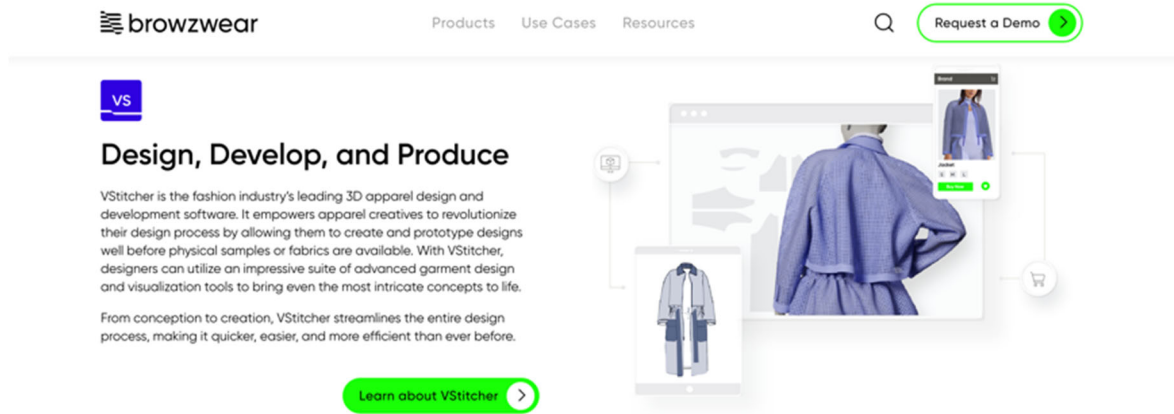 browzwear
Products Use Cases Resources
Request a Demo
VS
Design, Develop, and Produce
VStitcher is the fashion industry's leading 3D apparel design and
development software. It empowers apparel creatives to revolutionize
their design process by allowing them to create and prototype designs
well before physical samples or fabrics are available. With VStitcher,
designers can utilize an impressive suite of advanced garment design
and visualization tools to bring even the most intricate concepts to life.
From conception to creation, VStitcher streamlines the entire design
process, making it quicker, easier, and more efficient than ever before.
Learn about VStitcher
Brand
Jacket
S M L
Buy Now